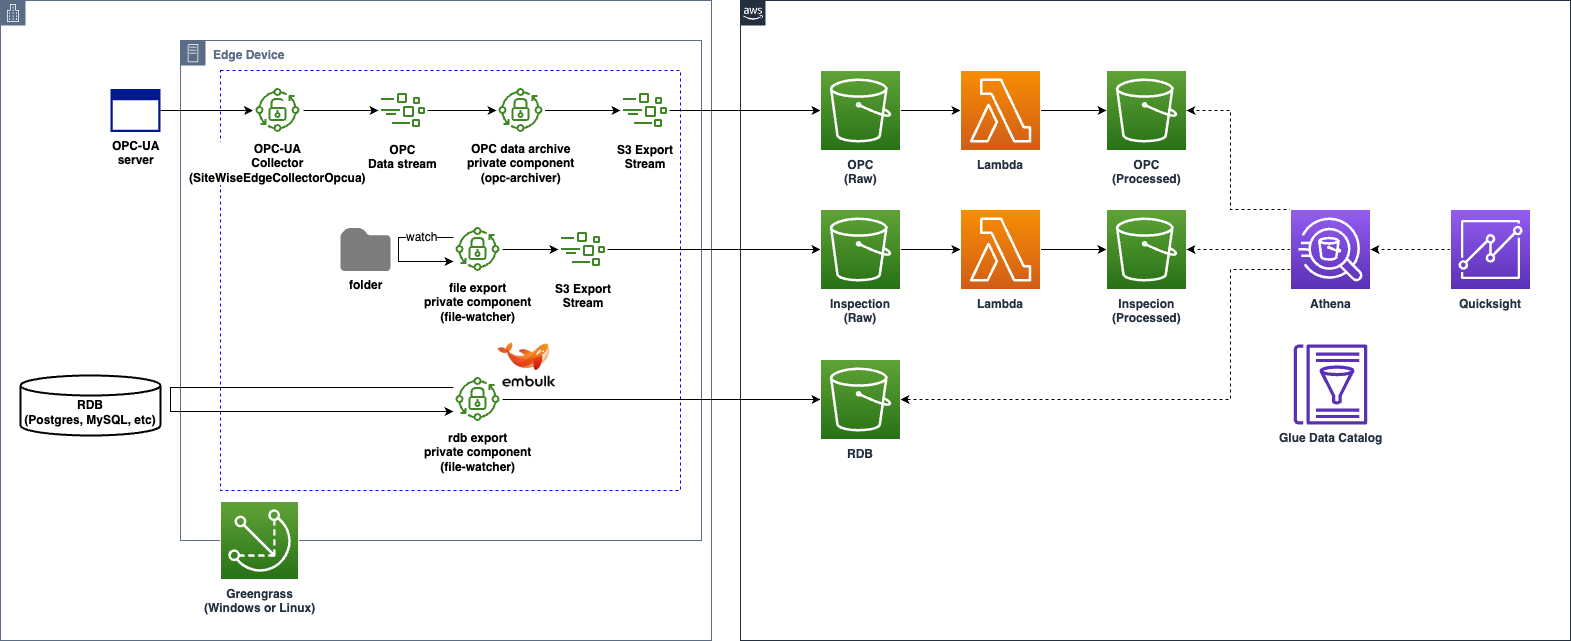 aws
Edge Device
OPC-UA
server
OPC-UA
Collector
(SiteWiseEdgeCollectorOpcua)
OPC
Data stream
OPC data archive
private component
(opc-archiver)
S3 Export
Stream
OPC
(Raw)
Lambda
OPC
(Processed)
watch
folder
file export
private component
(file-watcher)
S3 Export
Stream
Inspection
(Raw)
Lambda
Inspecion
(Processed)
Athena
Quicksight
embulk
RDB
(Postgres, MySQL, etc)
rdb export
private component
(file-watcher)
RDB
Glue Data Catalog
Greengrass
(Windows or Linux)